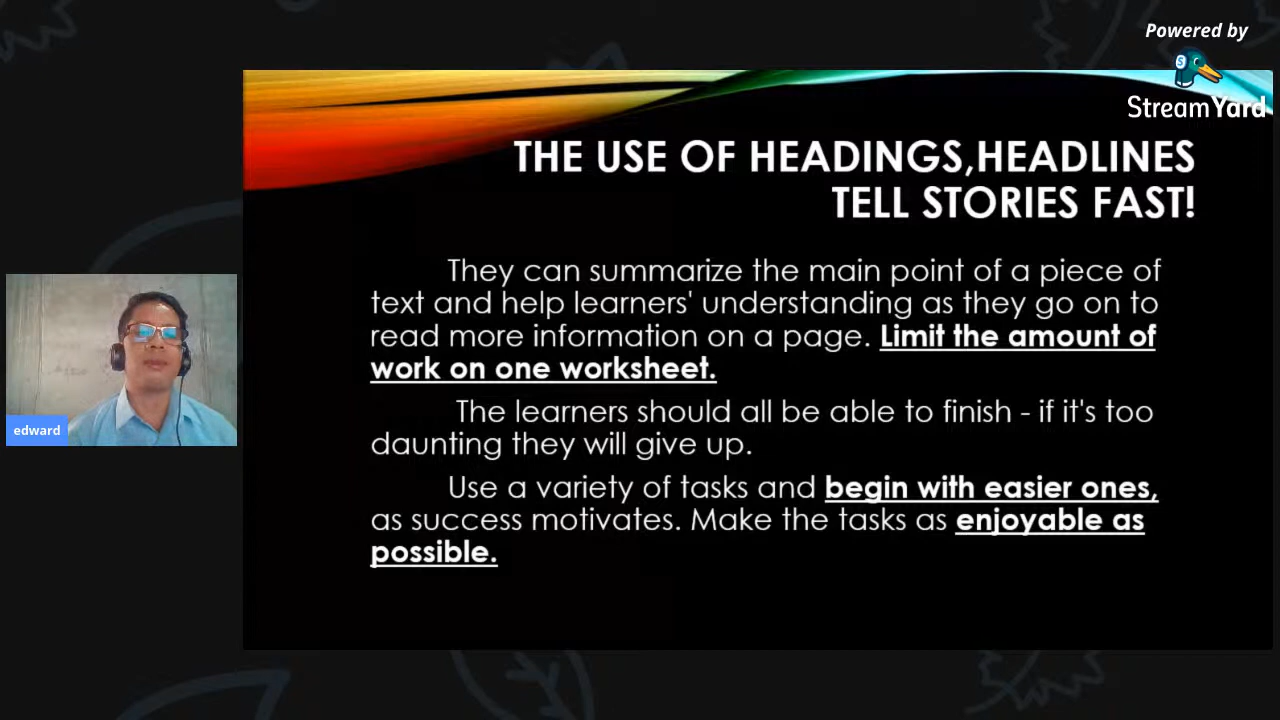 Powered by
StreamYard
THE USE OF HEADINGS,HEADLINES
TELL STORIES FAST!
They can summarize the main point of a piece of
text and help learners' understanding as they go on to
read more information on a page. Limit the amount of
work on one worksheet.
The learners should all be able to finish - if it's too
daunting they will give up.
Use a variety of tasks and begin with easier ones,
as success motivates. Make the tasks as enjoyable as
possible.
edward